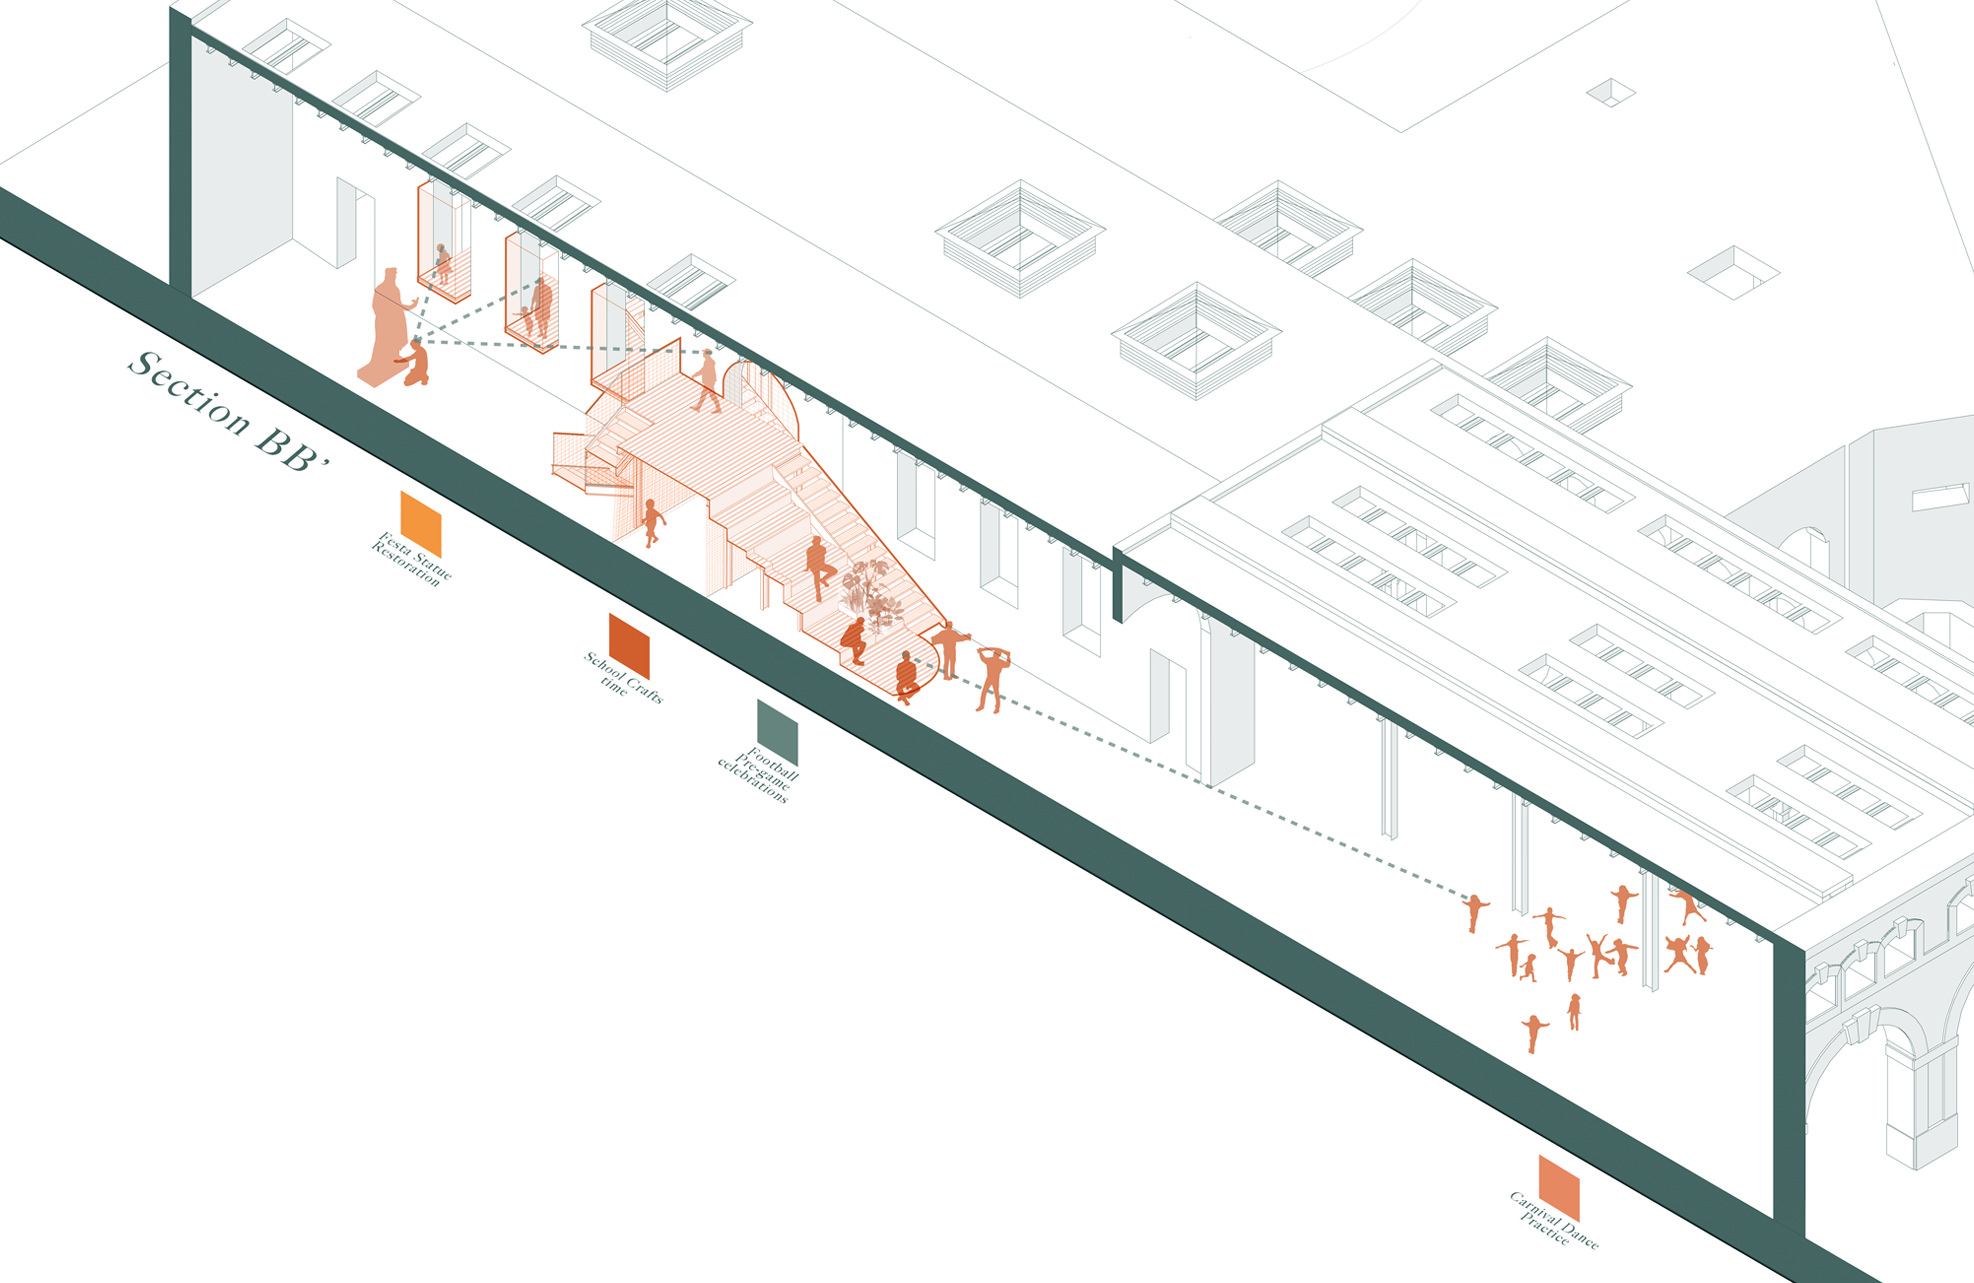 Section BB’
Festa Statue
Restoration
School Crafts
time
Football
Pre-game
celebrations
Carnival Dance
Practice